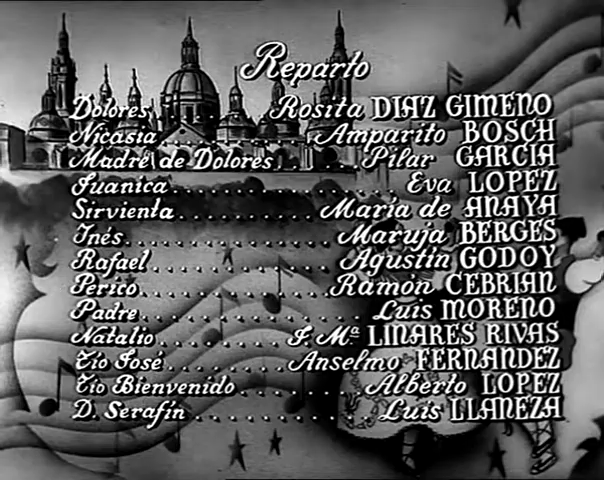 Reparto
Dolores........Rosita DIAZ GIMENO
Nicasia..............Amparito BOSCH
Madre de Dolores........Pilar GARCIA
Juanica....................Eva LOPEZ
Sirvienta............María de ANAYA
Inés....................Maruja BERGES
Rafael................Agustín GODOY
Perico...............Ramón CEBRIAN
Padre....................Luis MORENO
Natalio............J. Mª LINARES RIVAS
Tío José...........Anselmo FERNANDEZ
Tío Bienvenido...........Alberto LOPEZ
D. Serafín...............Luis LLANEZA